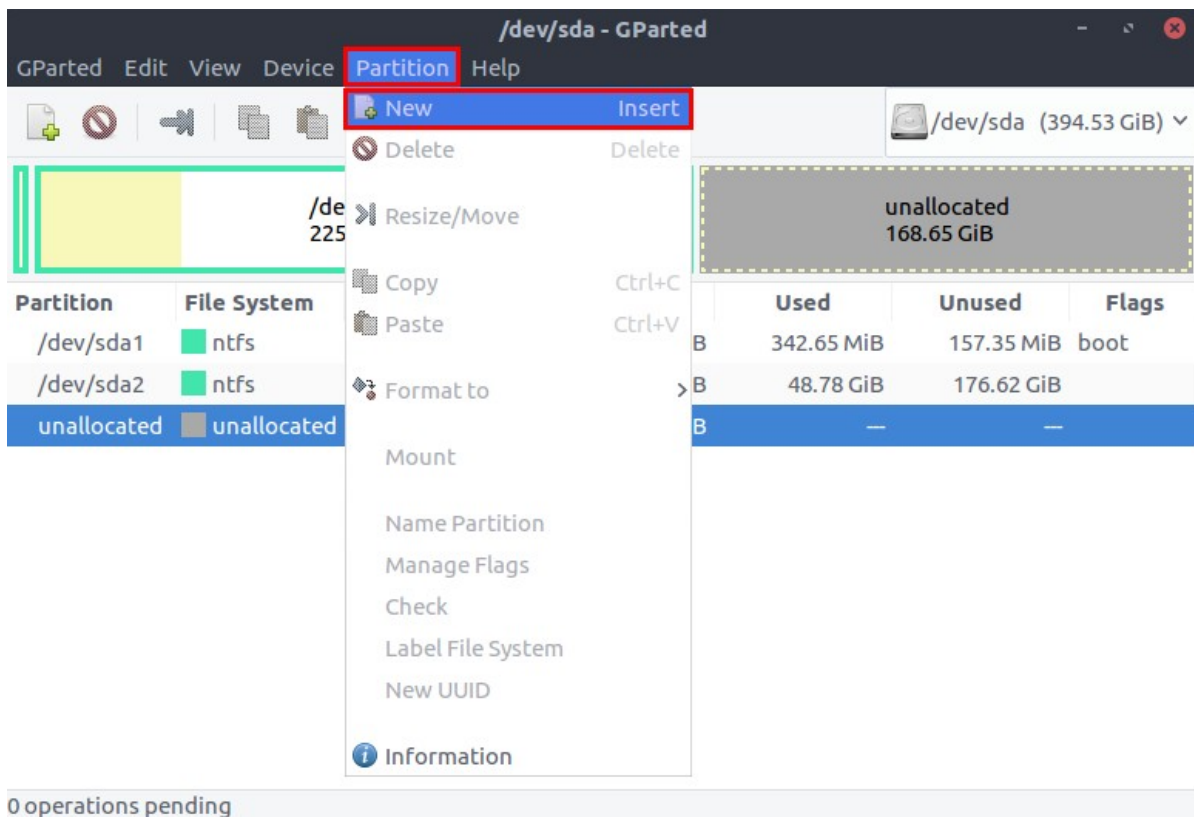 /dev/sda - GParted
GParted Edit View Device Partition Help
New Insert
/dev/sda (394.53 GiB)
Delete Delete
/de
225
unallocated
168.65 GiB
Resize/Move
Copy Ctrl+C
Paste Ctrl+V
Partition File System Used Unused Flags
/dev/sda1 ntfs B 342.65 MiB 157.35 MiB boot
/dev/sda2 ntfs B 48.78 GiB 176.62 GiB
unallocated unallocated B --- ---
Format to
Mount
Name Partition
Manage Flags
Check
Label File System
New UUID
Information
0 operations pending